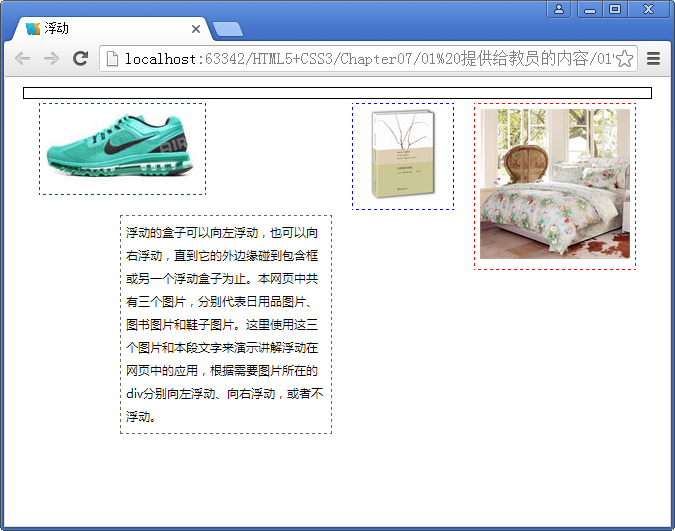 浮动
localhost:63342/HTML5+CSS3/Chapter07/01%20提供给教员的内容/01
AIR
浮动的盒子可以向左浮动，也可以向
右浮动，直到它的外边缘碰到包含框
或另一个浮动盒子为止。本网页中共
有三个图片，分别代表日用品图片、
图书图片和鞋子图片。这里使用这三
个图片和本段文字来演示讲解浮动在
网页中的应用，根据需要图片所在的
div分别向左浮动、向右浮动，或者不
浮动。